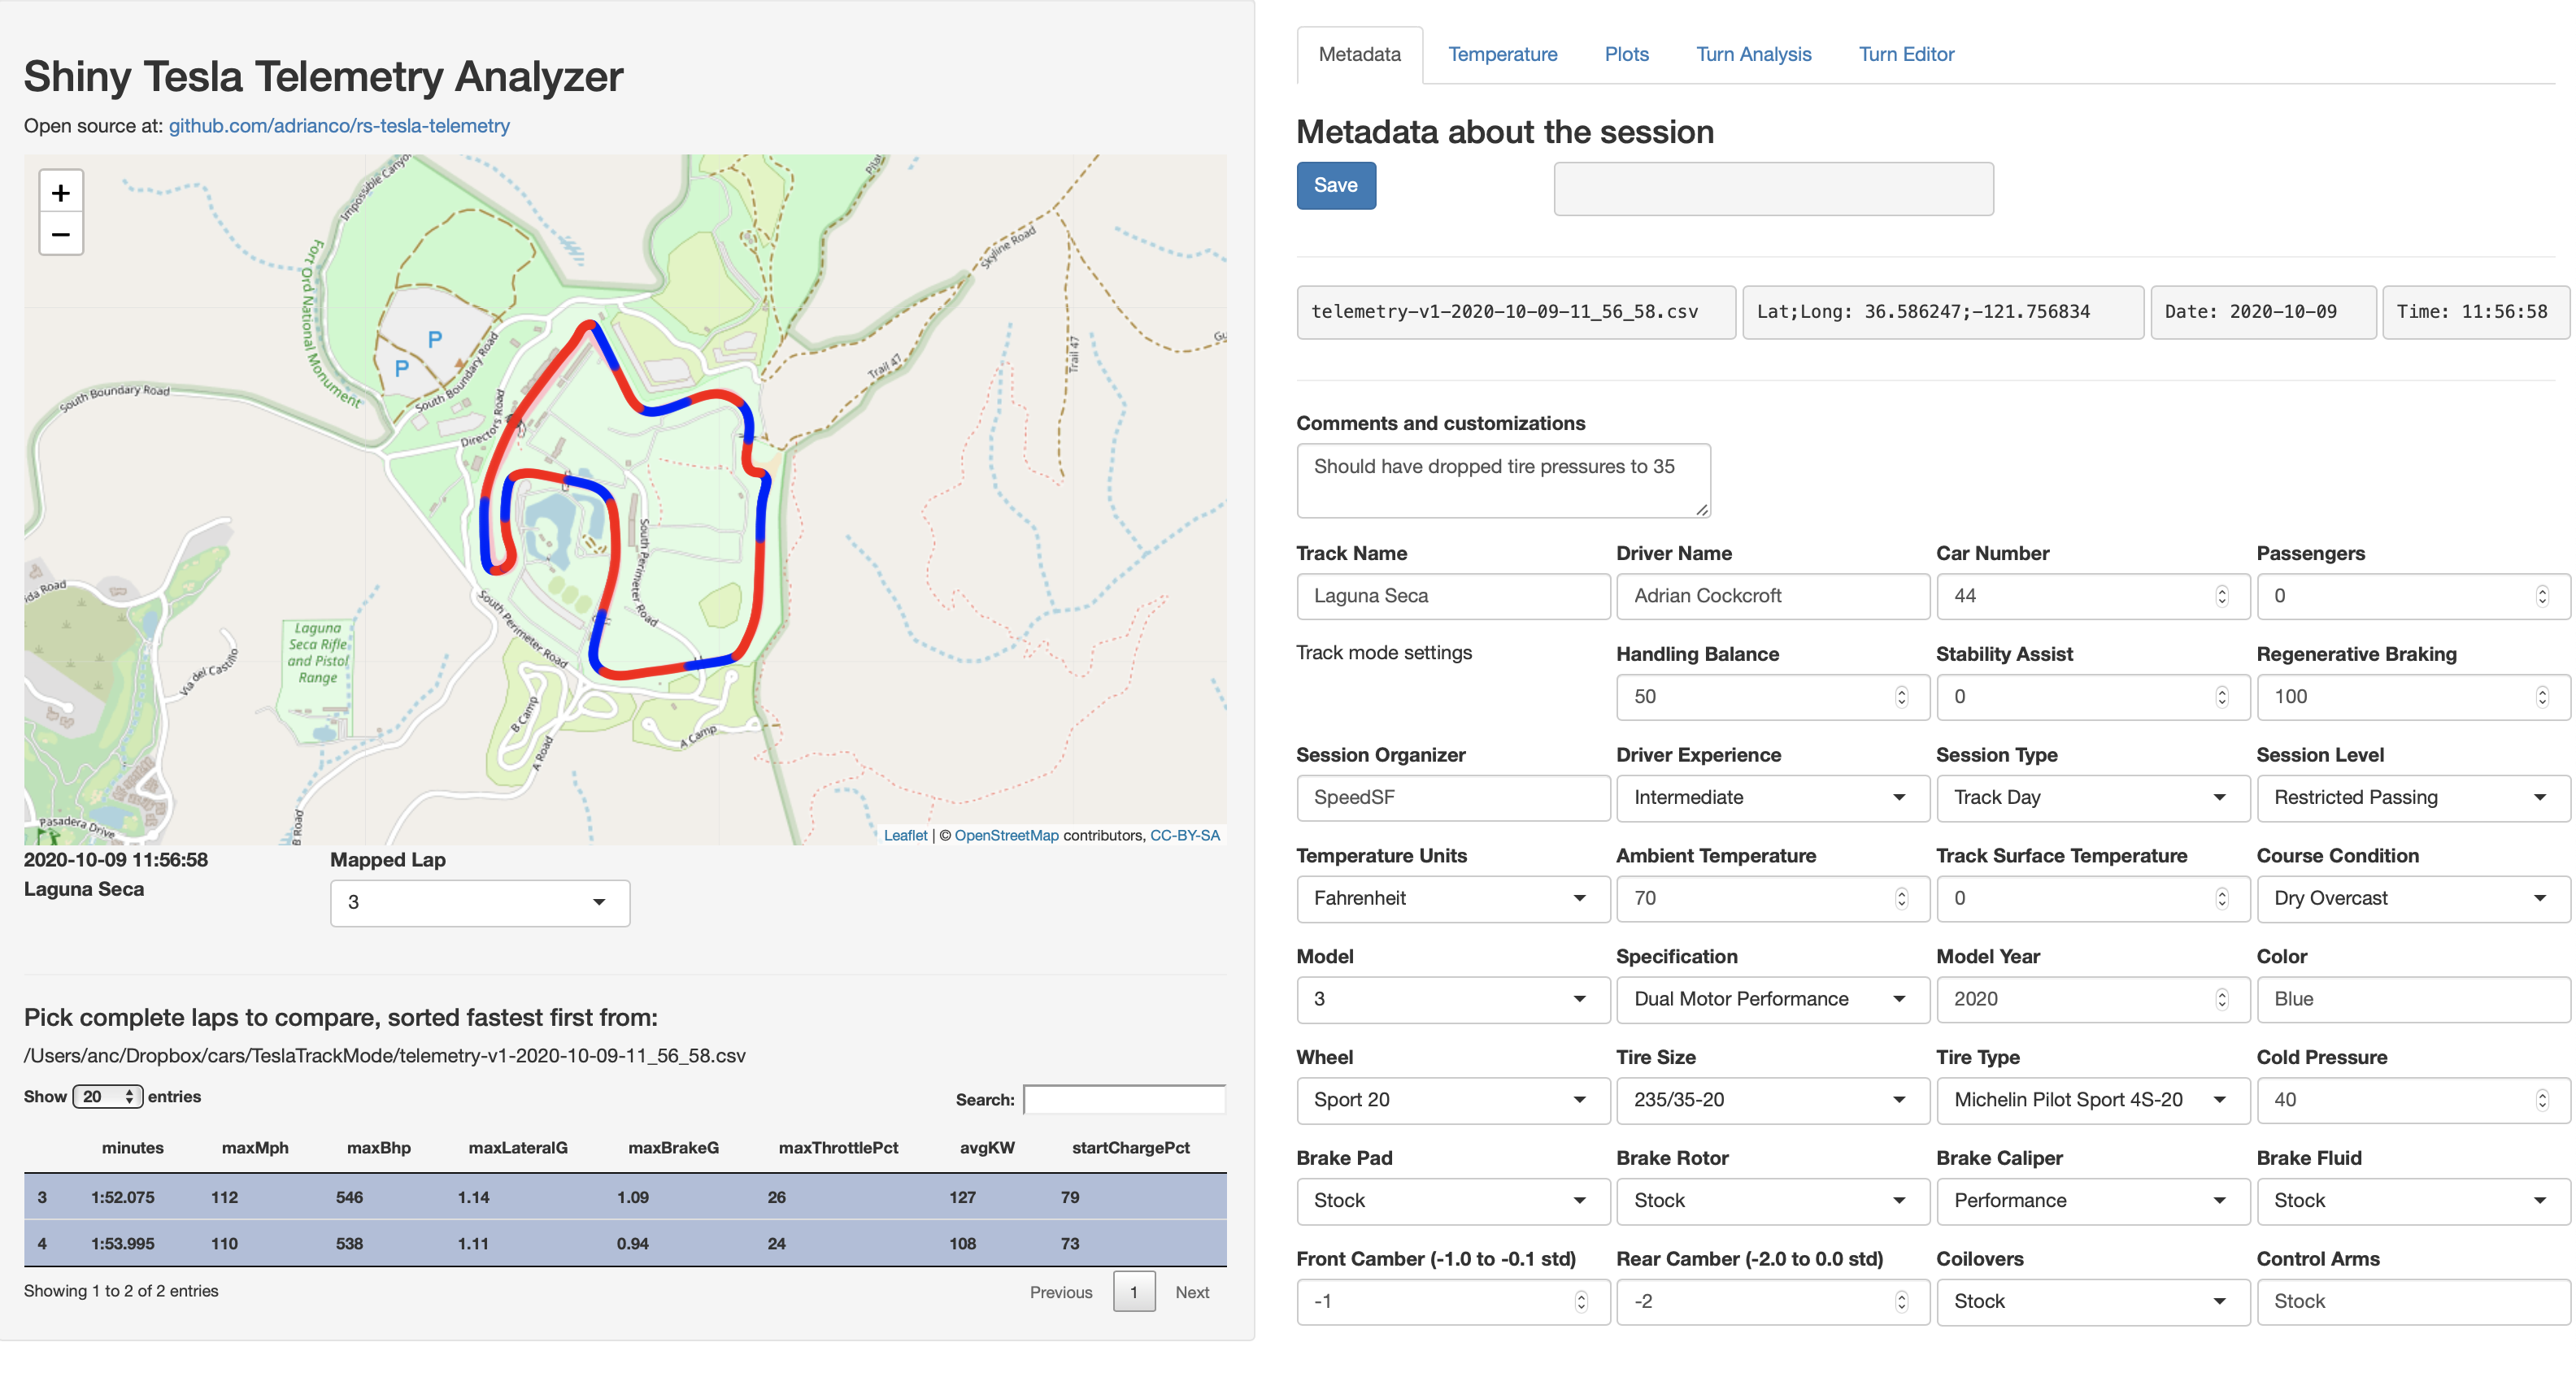 Shiny Tesla Telemetry Analyzer
Open source at: github.com/adrianco/rs-tesla-telemetry
+
−
Impossible Canyo
Pilar
Skyline Road
Fort Ord National Monument
P
P
South Boundary Road
South Boundary Road
Directors Road
Trail 47
Trail 47
Gu
South Perimeter Road
South Perimeter Road
ida Road
Laguna
Seca Rifle
and Pistol
Range
Via del Castillo
B Camp
A Camp
A Road
Road
Pasadera Drive
Leaflet | © OpenStreetMap contributors, CC-BY-SA
2020-10-09 11:56:58
Laguna Seca
Mapped Lap
3
Pick complete laps to compare, sorted fastest first from:
/Users/anc/Dropbox/cars/TeslaTrackMode/telemetry-v1-2020-10-09-11_56_58.csv
Show 20 entries
Search:
minutes maxMph maxBhp maxLateralG maxBrakeG maxThrottlePct avgKW startChargePct
3 1:52.075 112 546 1.14 1.09 26 127 79
4 1:53.995 110 538 1.11 0.94 24 108 73
Showing 1 to 2 of 2 entries
Previous 1 Next
Metadata Temperature Plots Turn Analysis Turn Editor
Metadata about the session
Save
telemetry-v1-2020-10-09-11_56_58.csv Lat;Long: 36.586247;-121.756834 Date: 2020-10-09 Time: 11:56:58
Comments and customizations
Should have dropped tire pressures to 35
Track Name Driver Name Car Number Passengers
Laguna Seca Adrian Cockcroft 44 0
Track mode settings Handling Balance Stability Assist Regenerative Braking
50 0 100
Session Organizer Driver Experience Session Type Session Level
SpeedSF Intermediate Track Day Restricted Passing
Temperature Units Ambient Temperature Track Surface Temperature Course Condition
Fahrenheit 70 0 Dry Overcast
Model Specification Model Year Color
3 Dual Motor Performance 2020 Blue
Wheel Tire Size Tire Type Cold Pressure
Sport 20 235/35-20 Michelin Pilot Sport 4S-20 40
Brake Pad Brake Rotor Brake Caliper Brake Fluid
Stock Stock Performance Stock
Front Camber (-1.0 to -0.1 std) Rear Camber (-2.0 to 0.0 std) Coilovers Control Arms
-1 -2 Stock Stock